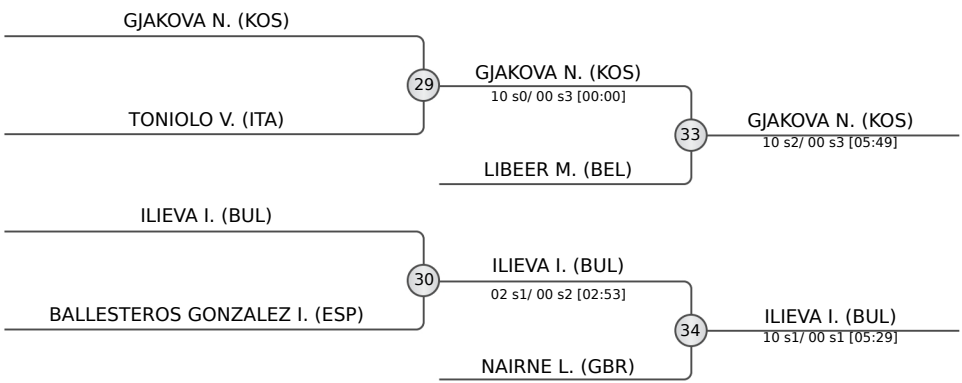 GJAKOVA N. (KOS)
29
TONIOLO V. (ITA)
GJAKOVA N. (KOS)
10 s0/ 00 s3 [00:00]
33
LIBEER M. (BEL)
GJAKOVA N. (KOS)
10 s2/ 00 s3 [05:49]
ILIEVA I. (BUL)
30
BALLESTEROS GONZALEZ I. (ESP)
ILIEVA I. (BUL)
02 s1/ 00 s2 [02:53]
34
NAIRNE L. (GBR)
ILIEVA I. (BUL)
10 s1/ 00 s1 [05:29]